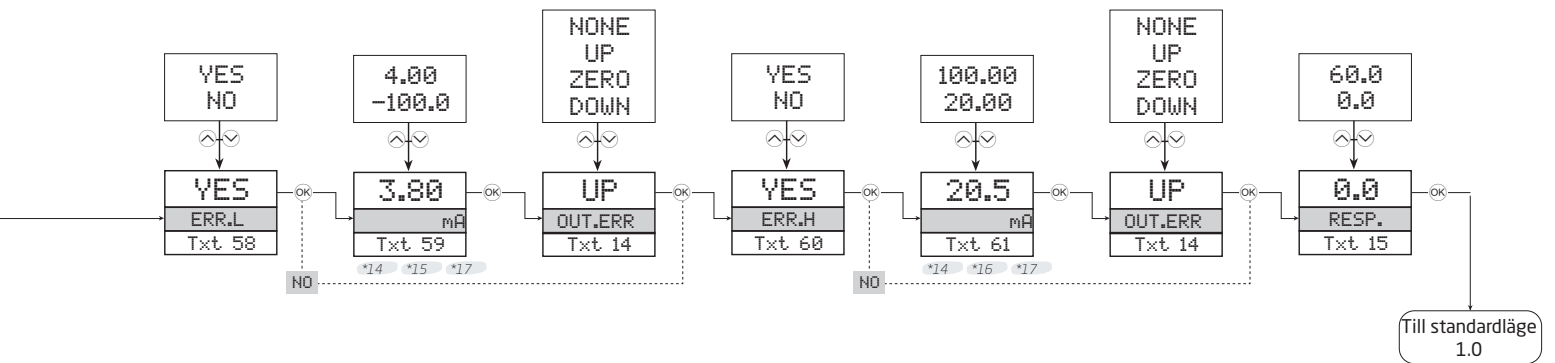 YES
NO
YES
ERR.L
Txt 58
OK
NO
4.00
-100.0
3.80
mA
Txt 59
*14 *15 *17
OK
NONE
UP
ZERO
DOWN
UP
OUT.ERR
Txt 14
OK
YES
NO
YES
ERR.H
Txt 60
OK
NO
100.00
20.00
20.5
mA
Txt 61
*14 *16 *17
OK
NONE
UP
ZERO
DOWN
UP
OUT.ERR
Txt 14
OK
60.0
0.0
0.0
RESP.
Txt 15
OK
Till standardläge
1.0